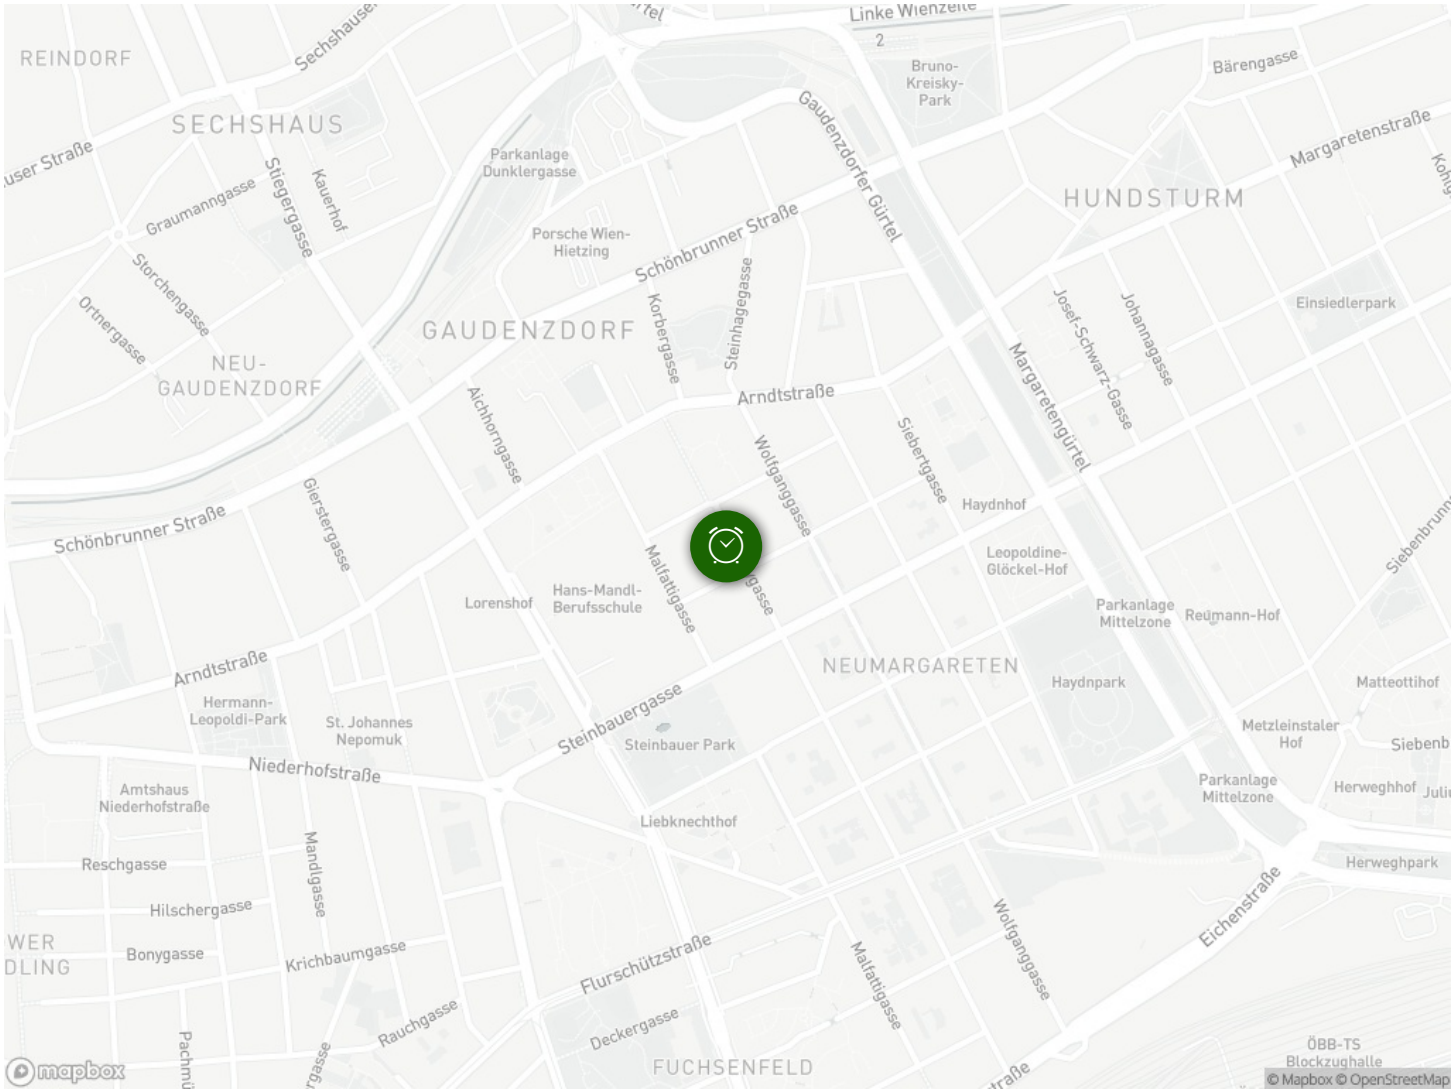 Linke Wienzeile
2
REINDORF
Bruno-
Kreisky-
Park
Bärengasse
SECHSHAUS
Margaretenstraße
Parkanlage
Dunklergasse
Gaudenzdorfer Gürtel
Stiegergasse
Kauerhof
Graumanngasse
HUNDSTURM
Porsche Wien-
Hietzing
Schönbrunner Straße
Storchengasse
Ortnergasse
Korbergasse
Steinhagegasse
Josef-Schwarz-Gasse
Johannagasse
Einsiedlerpark
GAUDENZDORF
NEU-
GAUDENZDORF
Margaretengürtel
Aichhorngasse
Arndtstraße
Siebertgasse
Wolfganggasse
Haydnhof
Gierstergasse
Schönbrunner Straße
Leopoldine-
Glöckel-Hof
Malfattigasse
Hans-Mandl-
Berufsschule
Lorenshof
Parkanlage
Mittelzone
Reumann-Hof
Arndtstraße
NEUMARGARETEN
Haydnpark
Matteottihof
Hermann-
Leopoldi-Park
St. Johannes
Nepomuk
Steinbauergasse
Steinbauer Park
Metzleinstaler
Hof
Siebenb
Niederhofstraße
Amtshaus
Niederhofstraße
Parkanlage
Mittelzone
Herweghhof
Liebknechthof
Reschgasse
Mandlgasse
Herweghpark
Hilschergasse
Wolfganggasse
Eichenstraße
WER
DLING
Bonygasse
Krichbaumgasse
Flurschützstraße
Malfattigasse
Rauchgasse
Deckergasse
FUCHSENFELD
ÖBB-TS
Blockzughalle
mapbox
© Mapbox © OpenStreetMap